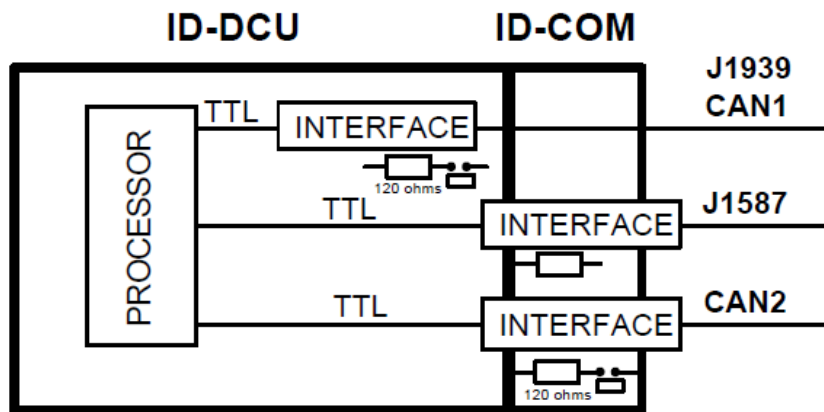 ID-DCU ID-COM
J1939
CAN1
TTL
INTERFACE
120 ohms
PROCESSOR
TTL
INTERFACE
J1587
TTL
INTERFACE
CAN2
120 ohms